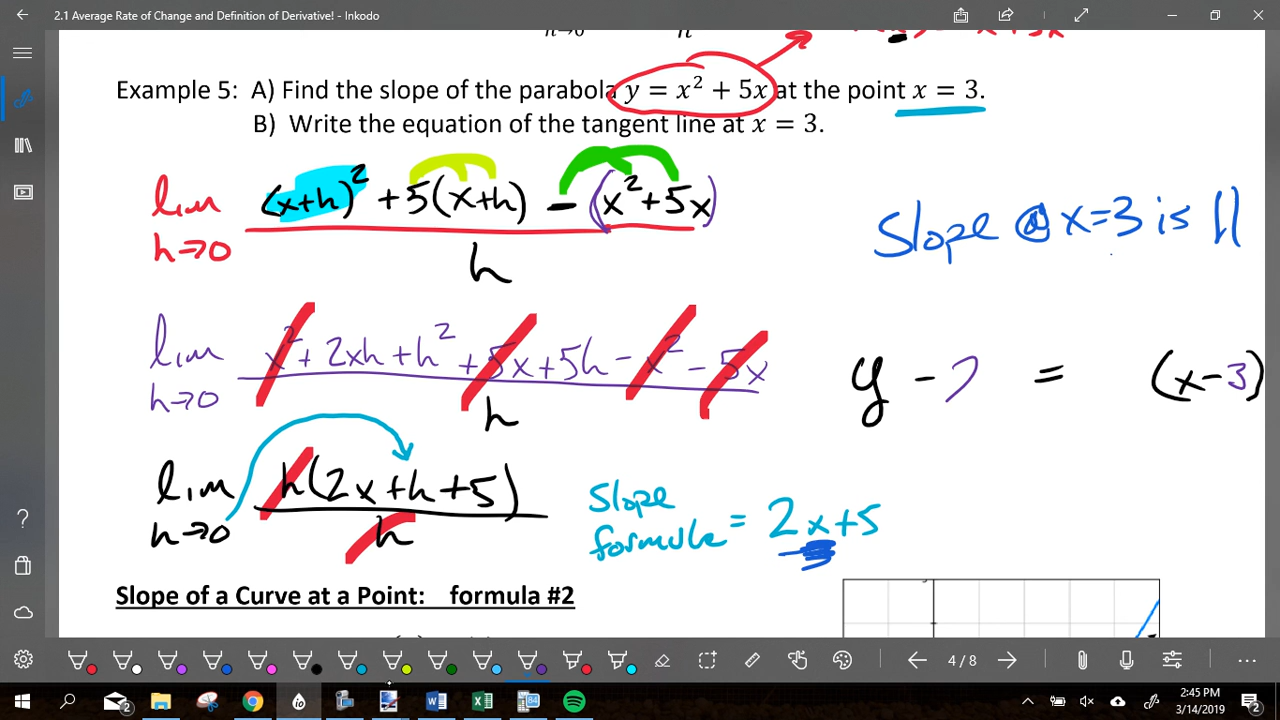 2.1 Average Rate of Change and Definition of Derivative! - Inkodo
Example 5: A) Find the slope of the parabola y = x² + 5x at the point x = 3.
B) Write the equation of the tangent line at x = 3.
lim h→0 (x+h)² + 5(x+h) - (x²+5x) / h
Slope @ x=3 is 11
lim h→0 x² + 2xh + h² + 5x + 5h - x² - 5x / h
y - ? = (x-3)
lim h→0 h(2x+h+5) / h
Slope formula = 2x+5
Slope of a Curve at a Point: formula #2
4 / 8
2:45 PM
3/14/2019